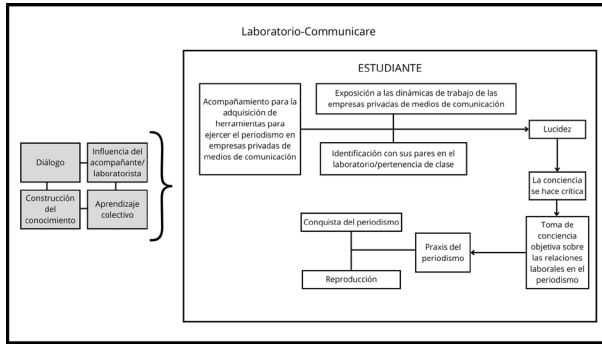 Laboratorio-Communicare
ESTUDIANTE
Diálogo
Influencia del
acompañante/
laboratorista
Construcción
del
conocimiento
Aprendizaje
colectivo
Acompañamiento para la
adquisición de
herramientas para
ejercer el periodismo en
empresas privadas de
medios de comunicación
Exposición a las dinámicas de trabajo de las
empresas privadas de medios de comunicación
Identificación con sus pares en el
laboratorio/pertenencia de clase
Lucidez
La conciencia
se hace crítica
Toma de
conciencia
objetiva sobre
las relaciones
laborales en el
periodismo
Praxis del
periodismo
Conquista del periodismo
Reproducción